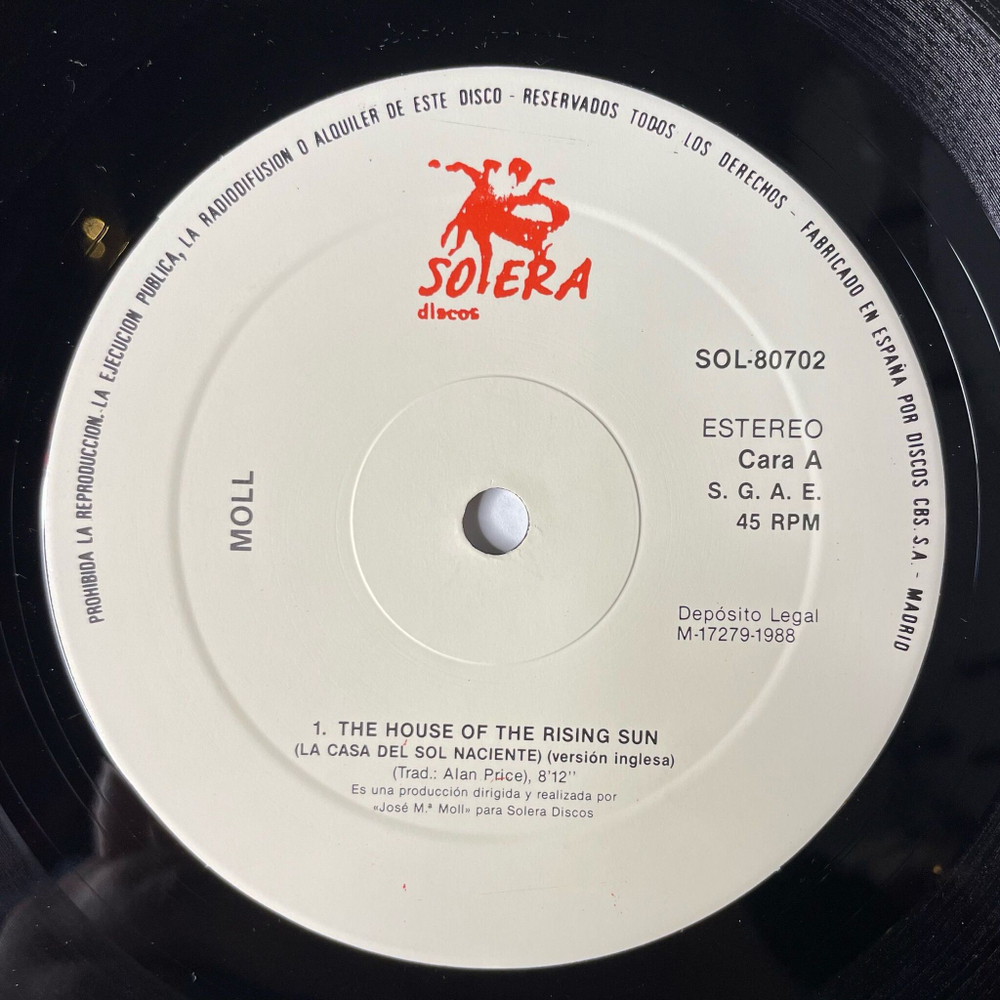 PROHIBIDA LA REPRODUCCION.-LA EJECUCION PUBLICA, LA RADIODIFUSION O ALQUILER DE ESTE DISCO - RESERVADOS TODOS LOS DERECHOS - FABRICADO EN ESPAÑA POR DISCOS CBS. S.A. - MADRID
SOLERA
discos
SOL-80702
ESTEREO
Cara A
S. G. A. E.
45 RPM
MOLL
Depósito Legal
M-17279-1988
1. THE HOUSE OF THE RISING SUN
(LA CASA DEL SOL NACIENTE) (versión inglesa)
(Trad.: Alan Price), 8'12''
Es una producción dirigida y realizada por
«José M.ª Moll» para Solera Discos